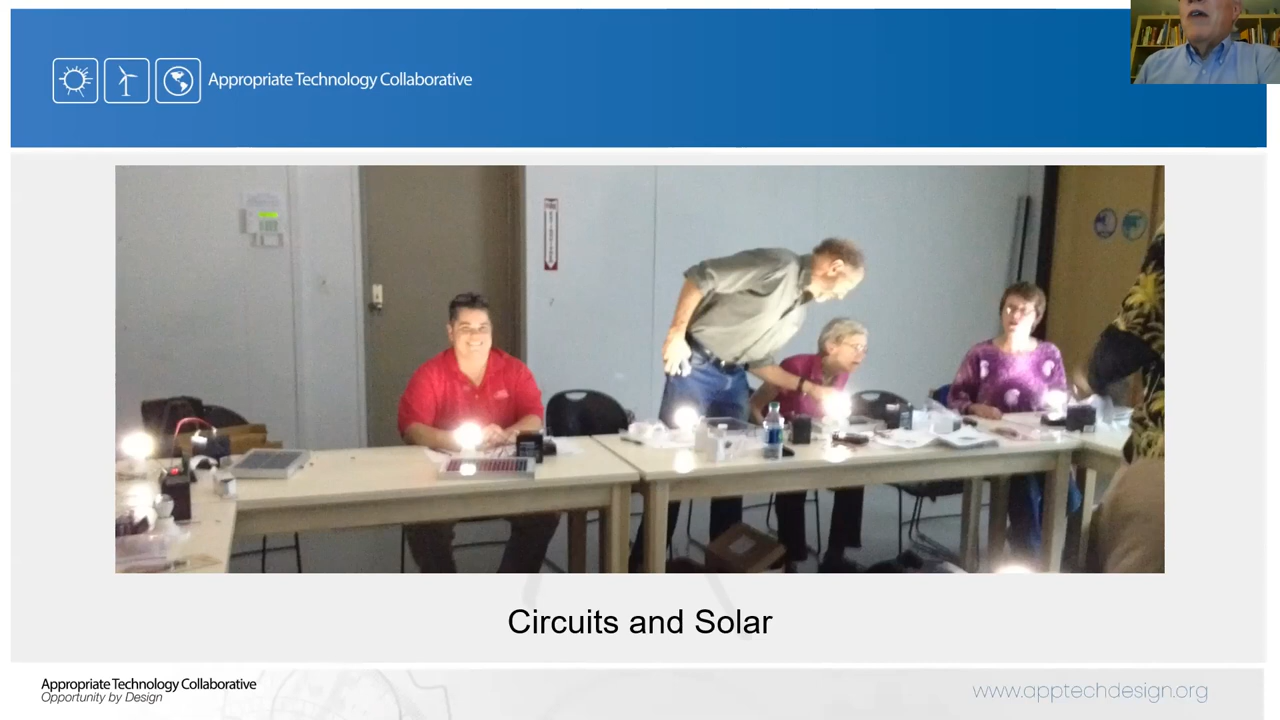 Appropriate Technology Collaborative
Circuits and Solar
Appropriate Technology Collaborative
Opportunity by Design
www.apptechdesign.org